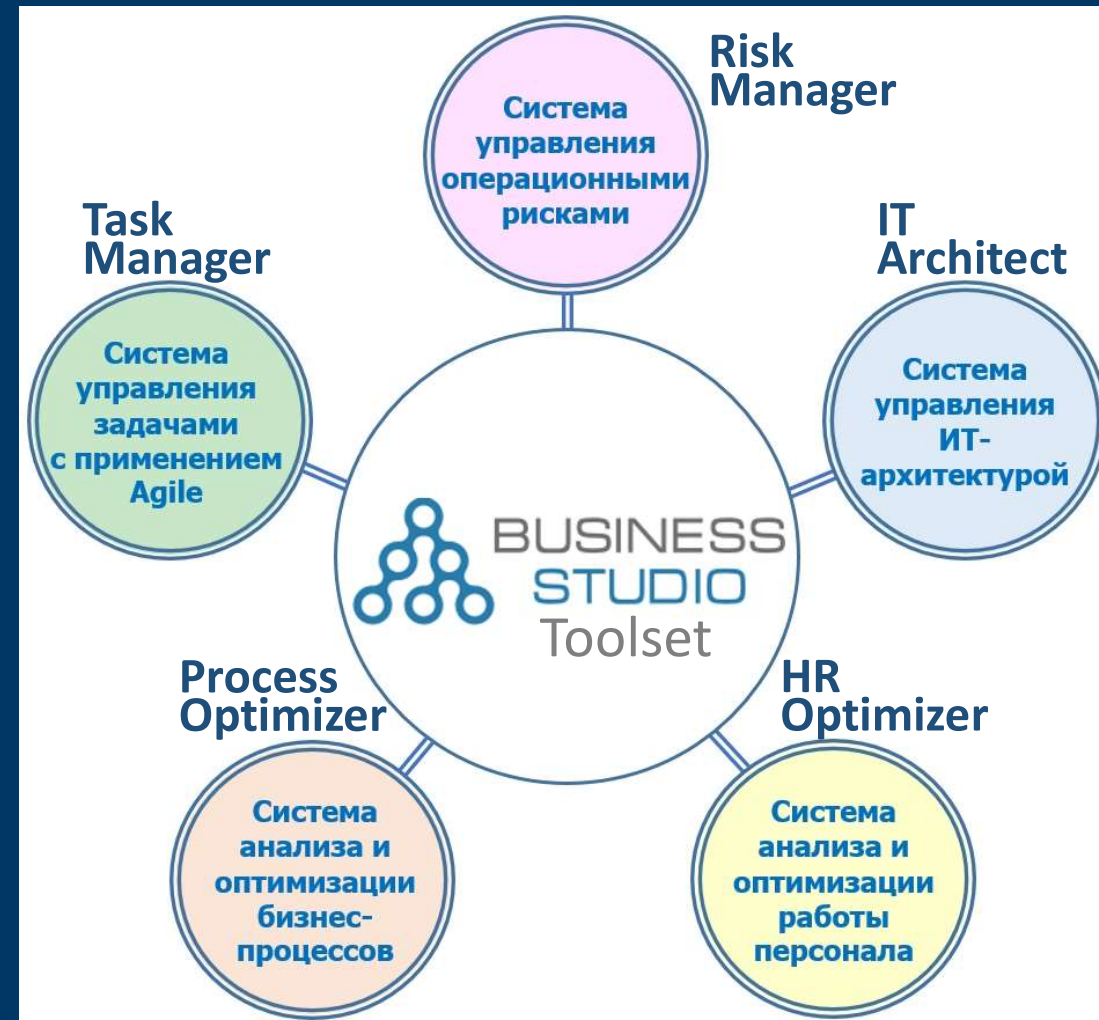 Risk
Manager
Система
управления
операционными
рисками
Task
Manager
Система
управления
задачами
с применением
Agile
IT
Architect
Система
управления
ИТ-
архитектурой
BUSINESS
STUDIO
Toolset
Process
Optimizer
Система
анализа и
оптимизации
бизнес-
процессов
HR
Optimizer
Система
анализа и
оптимизации
работы
персонала